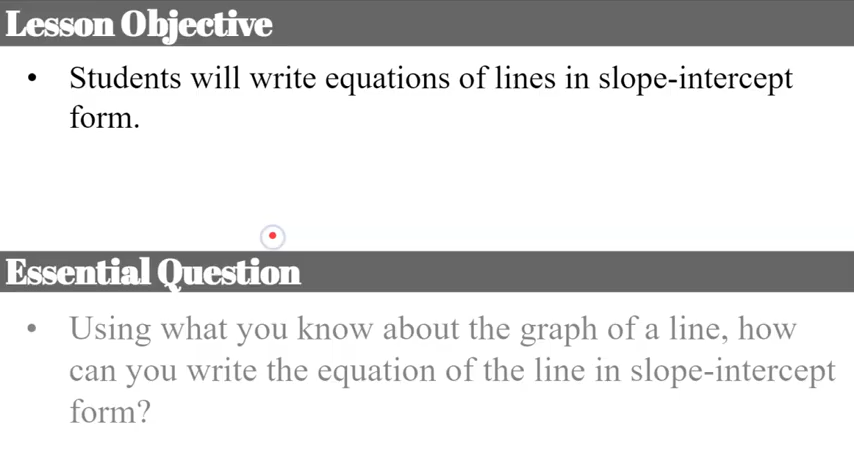 Lesson Objective
• Students will write equations of lines in slope-intercept
form.
Essential Question
• Using what you know about the graph of a line, how
can you write the equation of the line in slope-intercept
form?